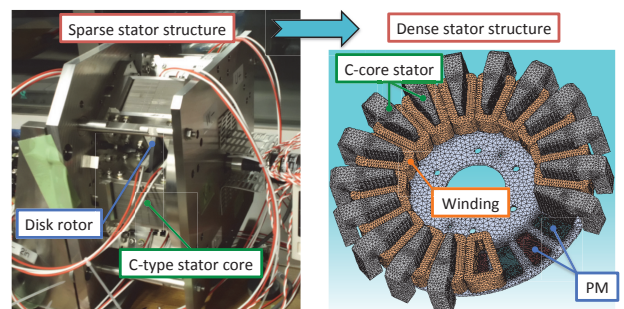 Sparse stator structure
Dense stator structure
C-core stator
Winding
Disk rotor
C-type stator core
PM